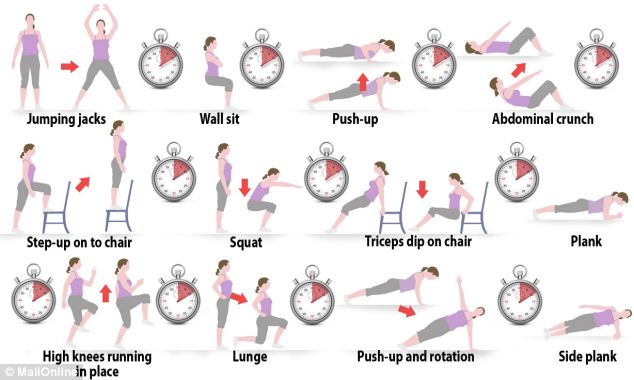 Jumping jacks
Wall sit
Push-up
Abdominal crunch
Step-up on to chair
Squat
Triceps dip on chair
Plank
High knees running
in place
Lunge
Push-up and rotation
Side plank
© MailOnline